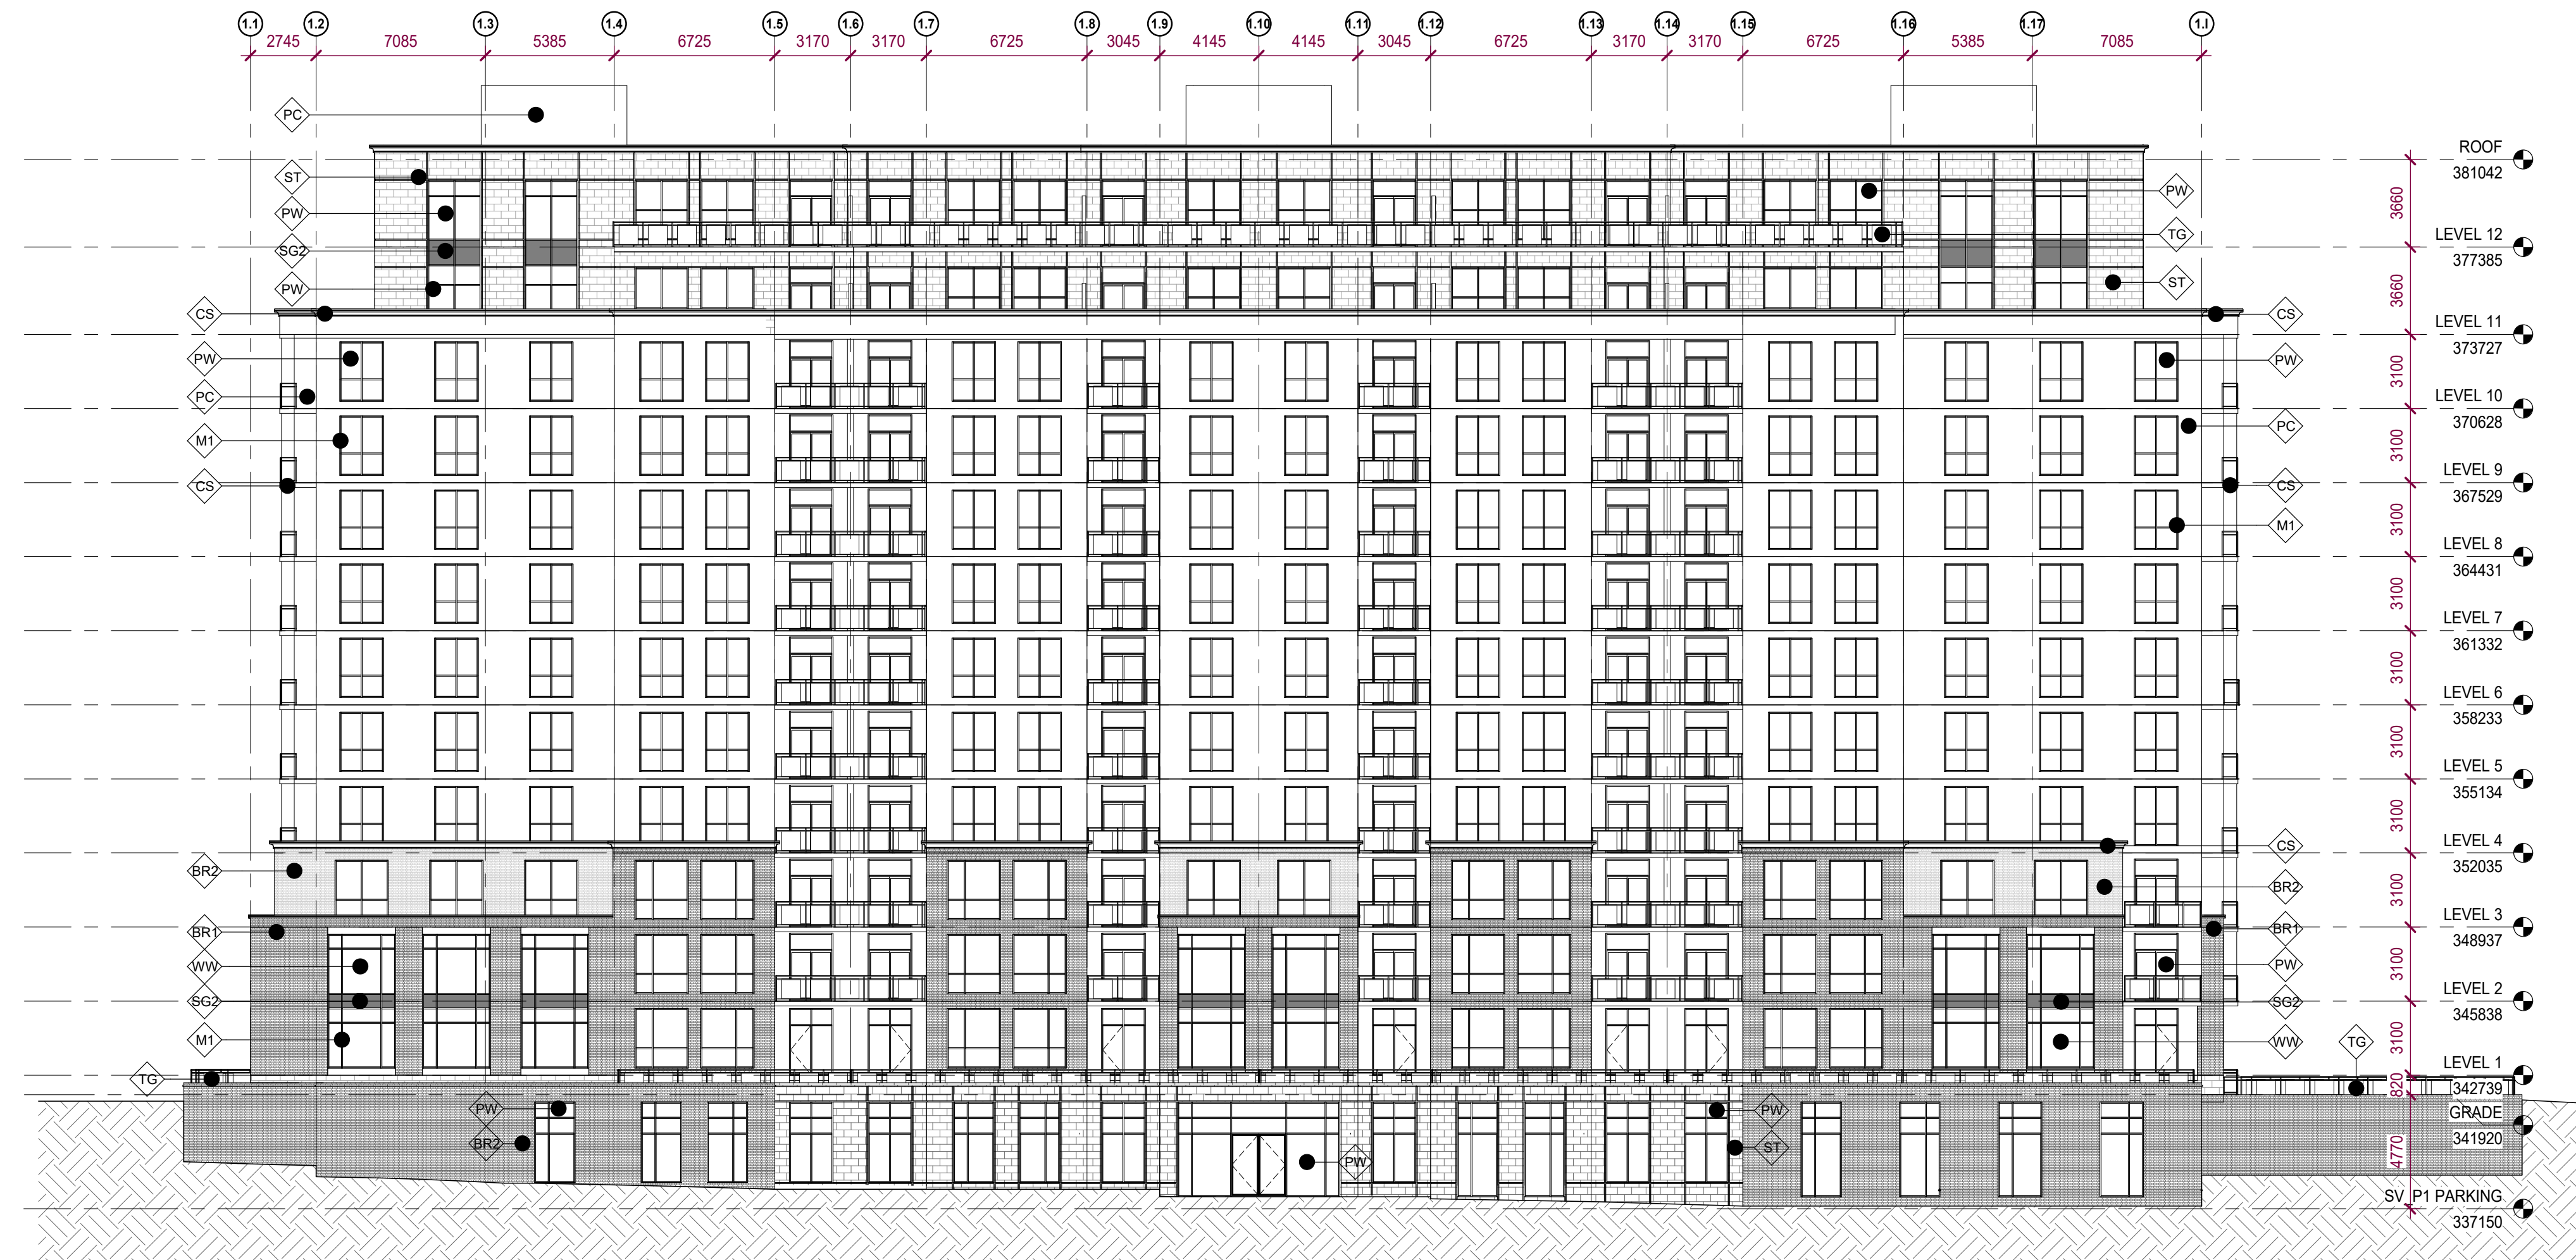 1.1 1.2 1.3 1.4 1.5 1.6 1.7 1.8 1.9 1.10 1.11 1.12 1.13 1.14 1.15 1.16 1.17 1.I
2745 7085 5385 6725 3170 3170 6725 3045 4145 4145 3045 6725 3170 3170 6725 5385 7085
PC
ROOF
381042
ST
PW
PW
3660
PW
TG
LEVEL 12
377385
SG2
ST
PW
3660
CS
CS
LEVEL 11
373727
PW
PW
3100
PC
LEVEL 10
370628
PC
M1
3100
LEVEL 9
367529
CS
CS
M1
3100
LEVEL 8
364431
3100
LEVEL 7
361332
3100
LEVEL 6
358233
3100
LEVEL 5
355134
3100
LEVEL 4
352035
CS
BR2
BR2
3100
LEVEL 3
348937
BR1
BR1
WW
PW
3100
LEVEL 2
345838
SG2
SG2
M1
WW
TG
3100
LEVEL 1
342739
TG
820
GRADE
341920
PW
PW
BR2
ST
PW
4770
SV_P1 PARKING
337150